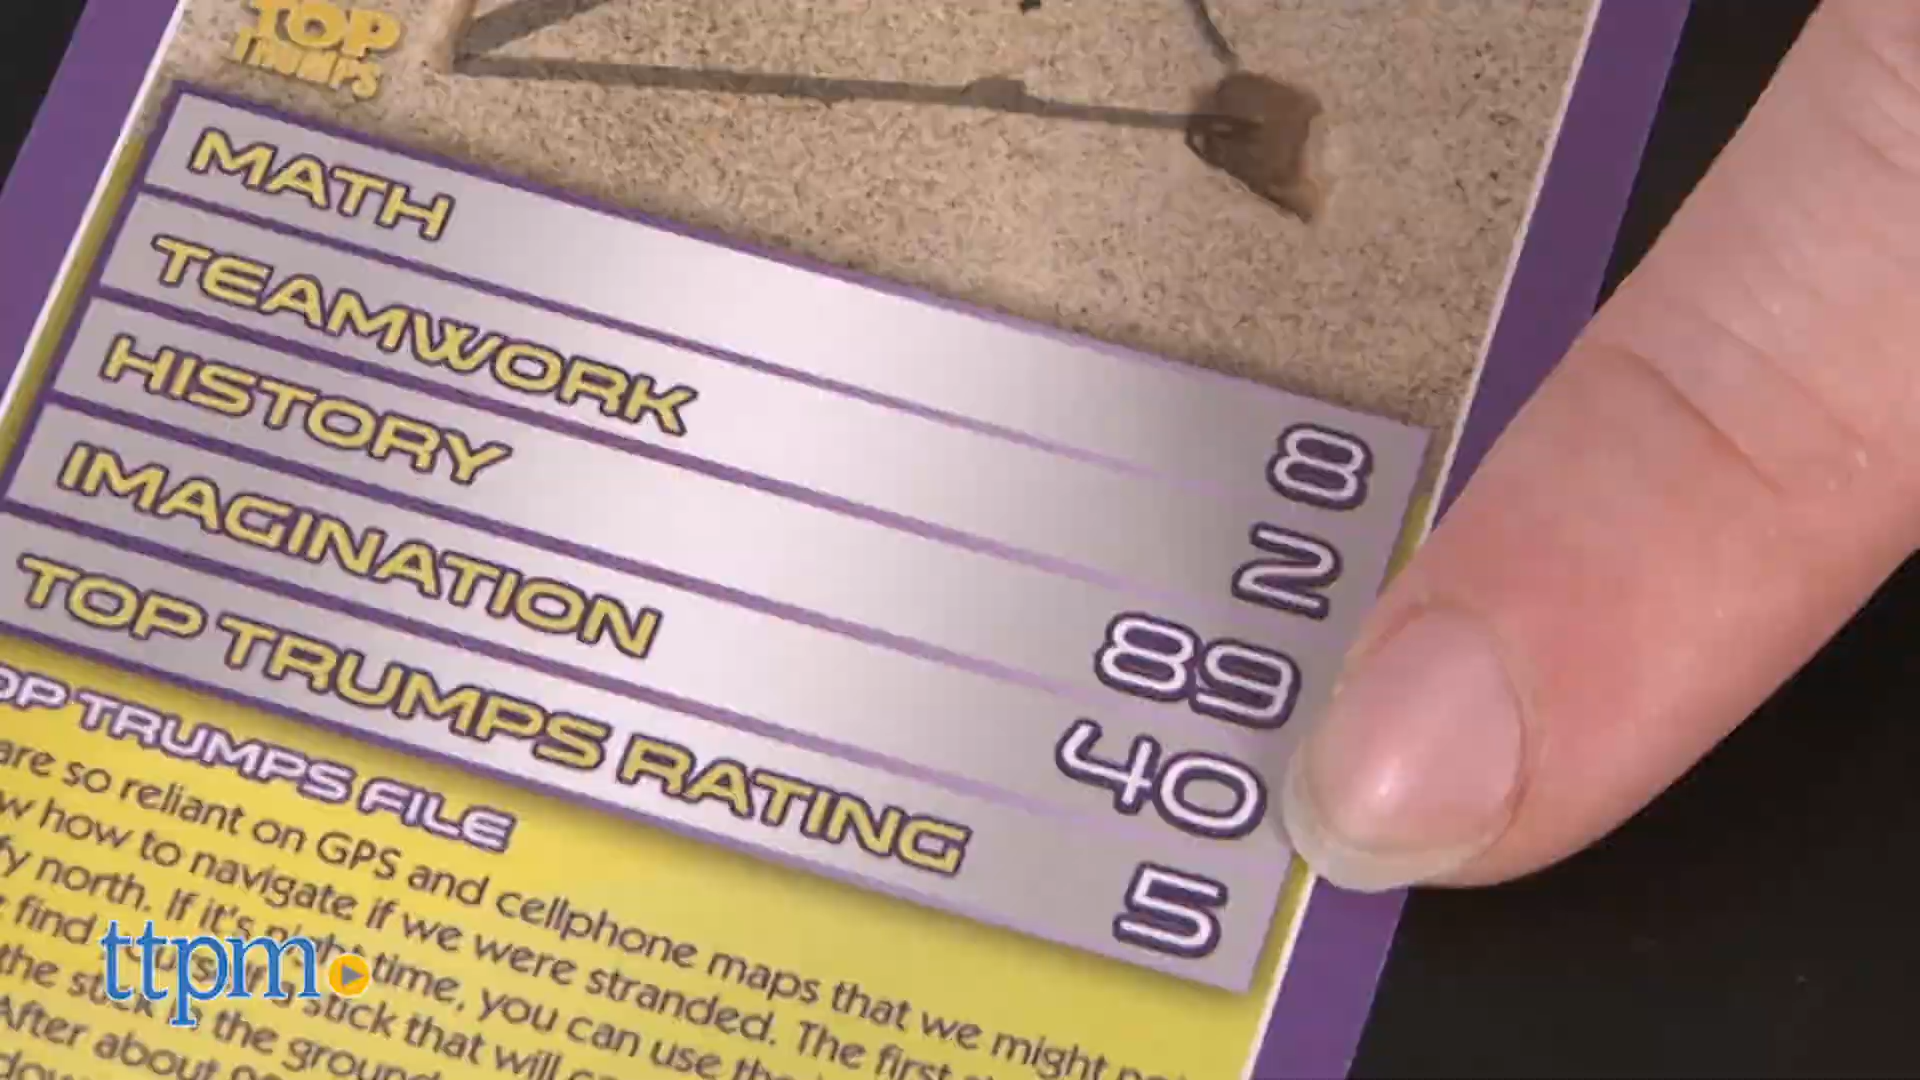 TOP
TRUMPS
MATH 8
TEAMWORK 2
HISTORY 89
IMAGINATION 40
TOP TRUMPS RATING 5
TOP TRUMPS FILE
are so reliant on GPS and cellphone maps that we might
how to navigate if we were stranded. The first
north. If it's night time, you can use the
find a stick that will
the stick in the ground
After about
ttpm